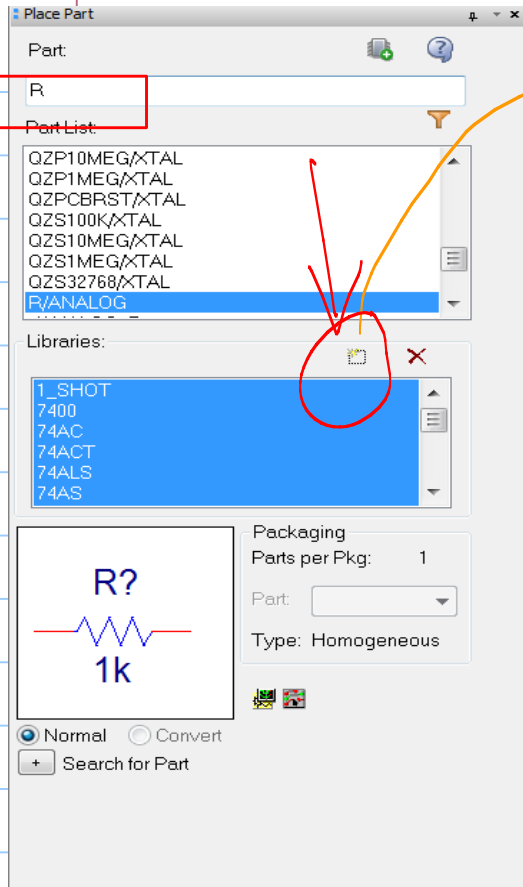 Place Part
Part:
R
Part List:
QZP10MEG/XTAL
QZP1MEG/XTAL
QZPCBRST/XTAL
QZS100K/XTAL
QZS10MEG/XTAL
QZS1MEG/XTAL
QZS32768/XTAL
R/ANALOG
Libraries:
1_SHOT
7400
74AC
74ACT
74ALS
74AS
R?
1k
Packaging
Parts per Pkg: 1
Part:
Type: Homogeneous
Normal Convert
+ Search for Part